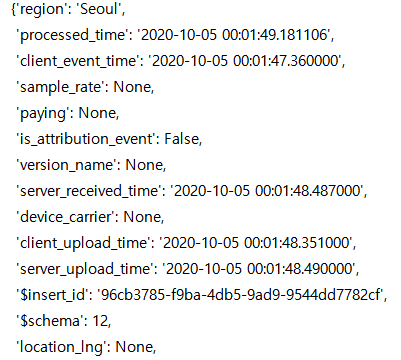 {'region': 'Seoul',
'processed_time': '2020-10-05 00:01:49.181106',
'client_event_time': '2020-10-05 00:01:47.360000',
'sample_rate': None,
'paying': None,
'is_attribution_event': False,
'version_name': None,
'server_received_time': '2020-10-05 00:01:48.487000',
'device_carrier': None,
'client_upload_time': '2020-10-05 00:01:48.351000',
'server_upload_time': '2020-10-05 00:01:48.490000',
'$insert_id': '96cb3785-f9ba-4db5-9ad9-9544dd7782cf',
'$schema': 12,
'location_lng': None,